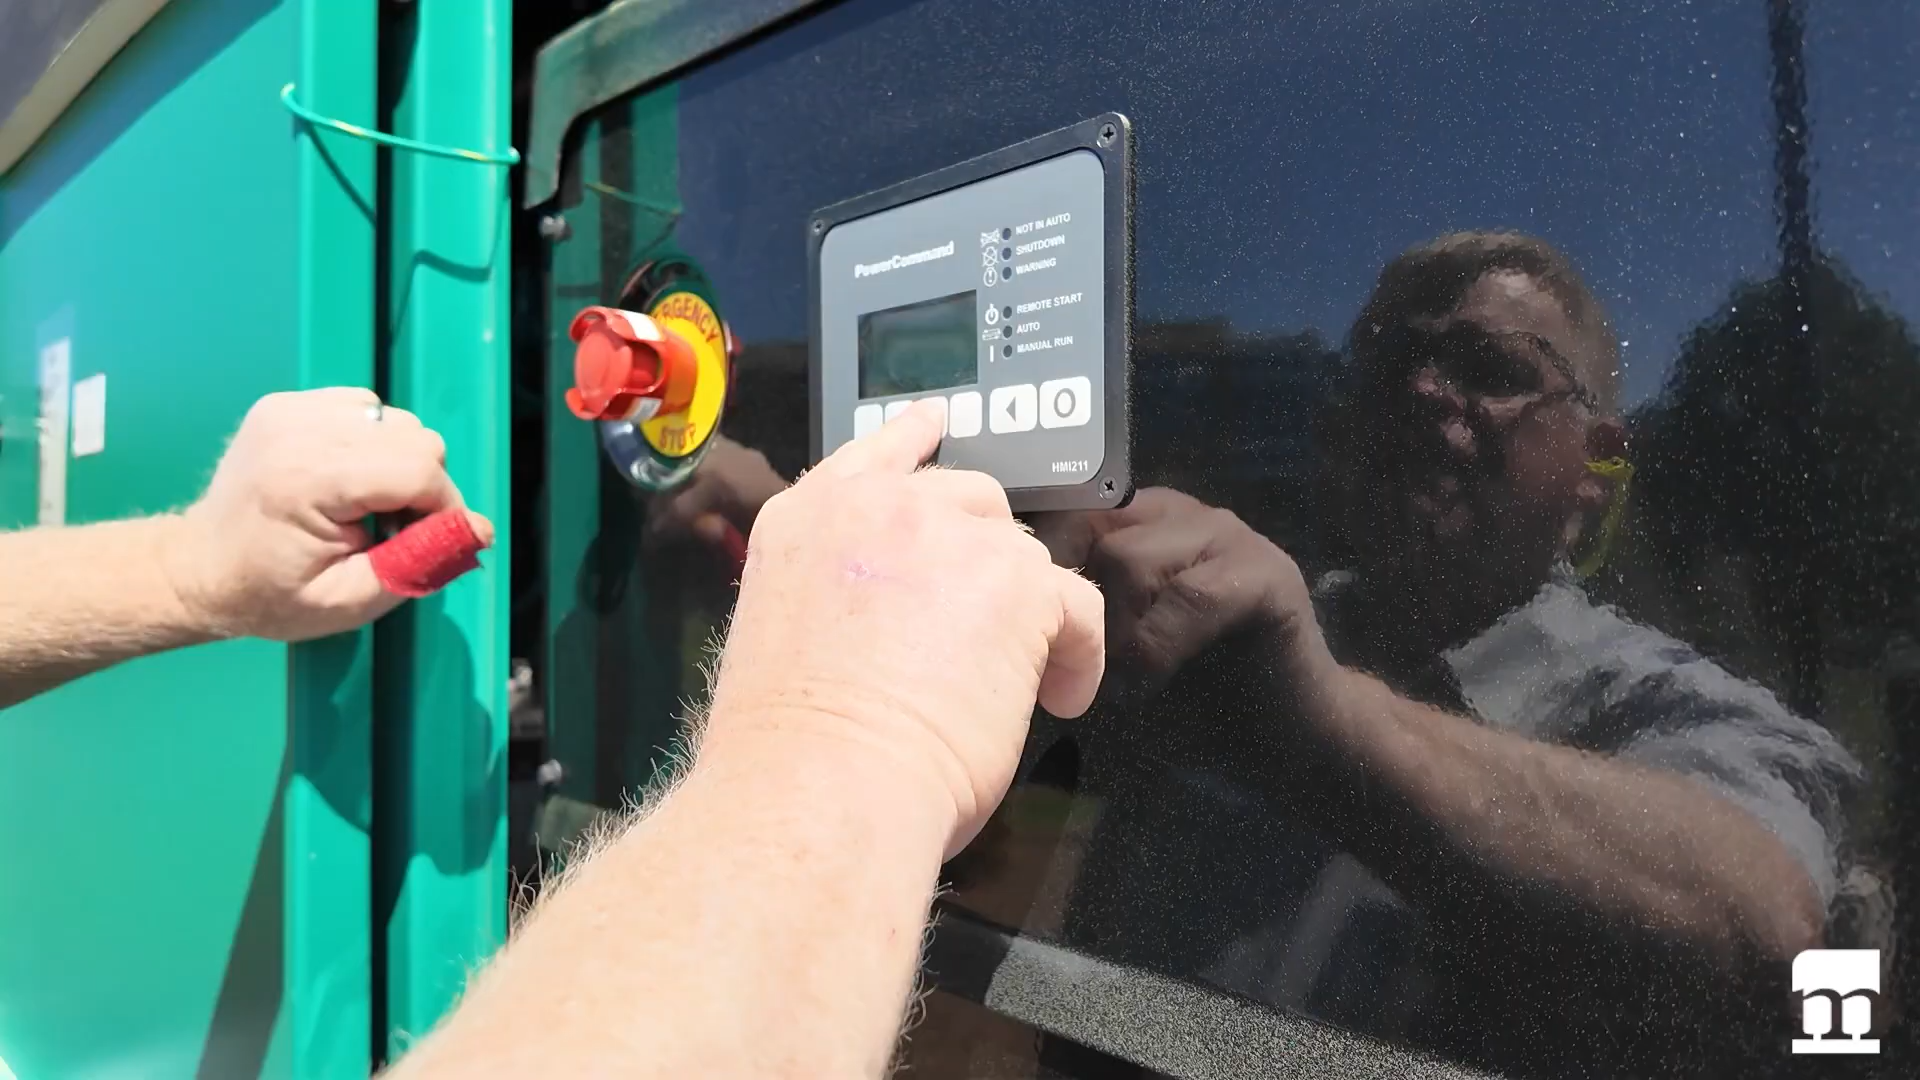 EMERGENCY
STOP
PowerCommand
NOT IN AUTO
SHUTDOWN
WARNING
REMOTE START
AUTO
MANUAL RUN
HMI211